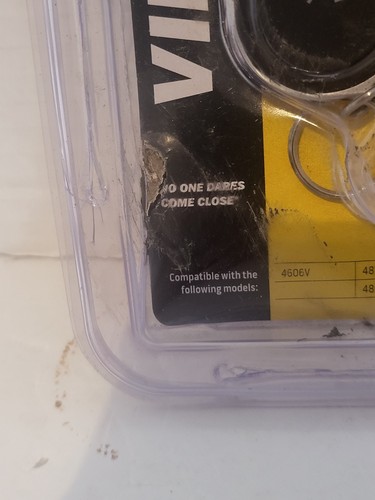 VI
NO ONE DARES
COME CLOSE
Compatible with the
following models:
4606V
48
48